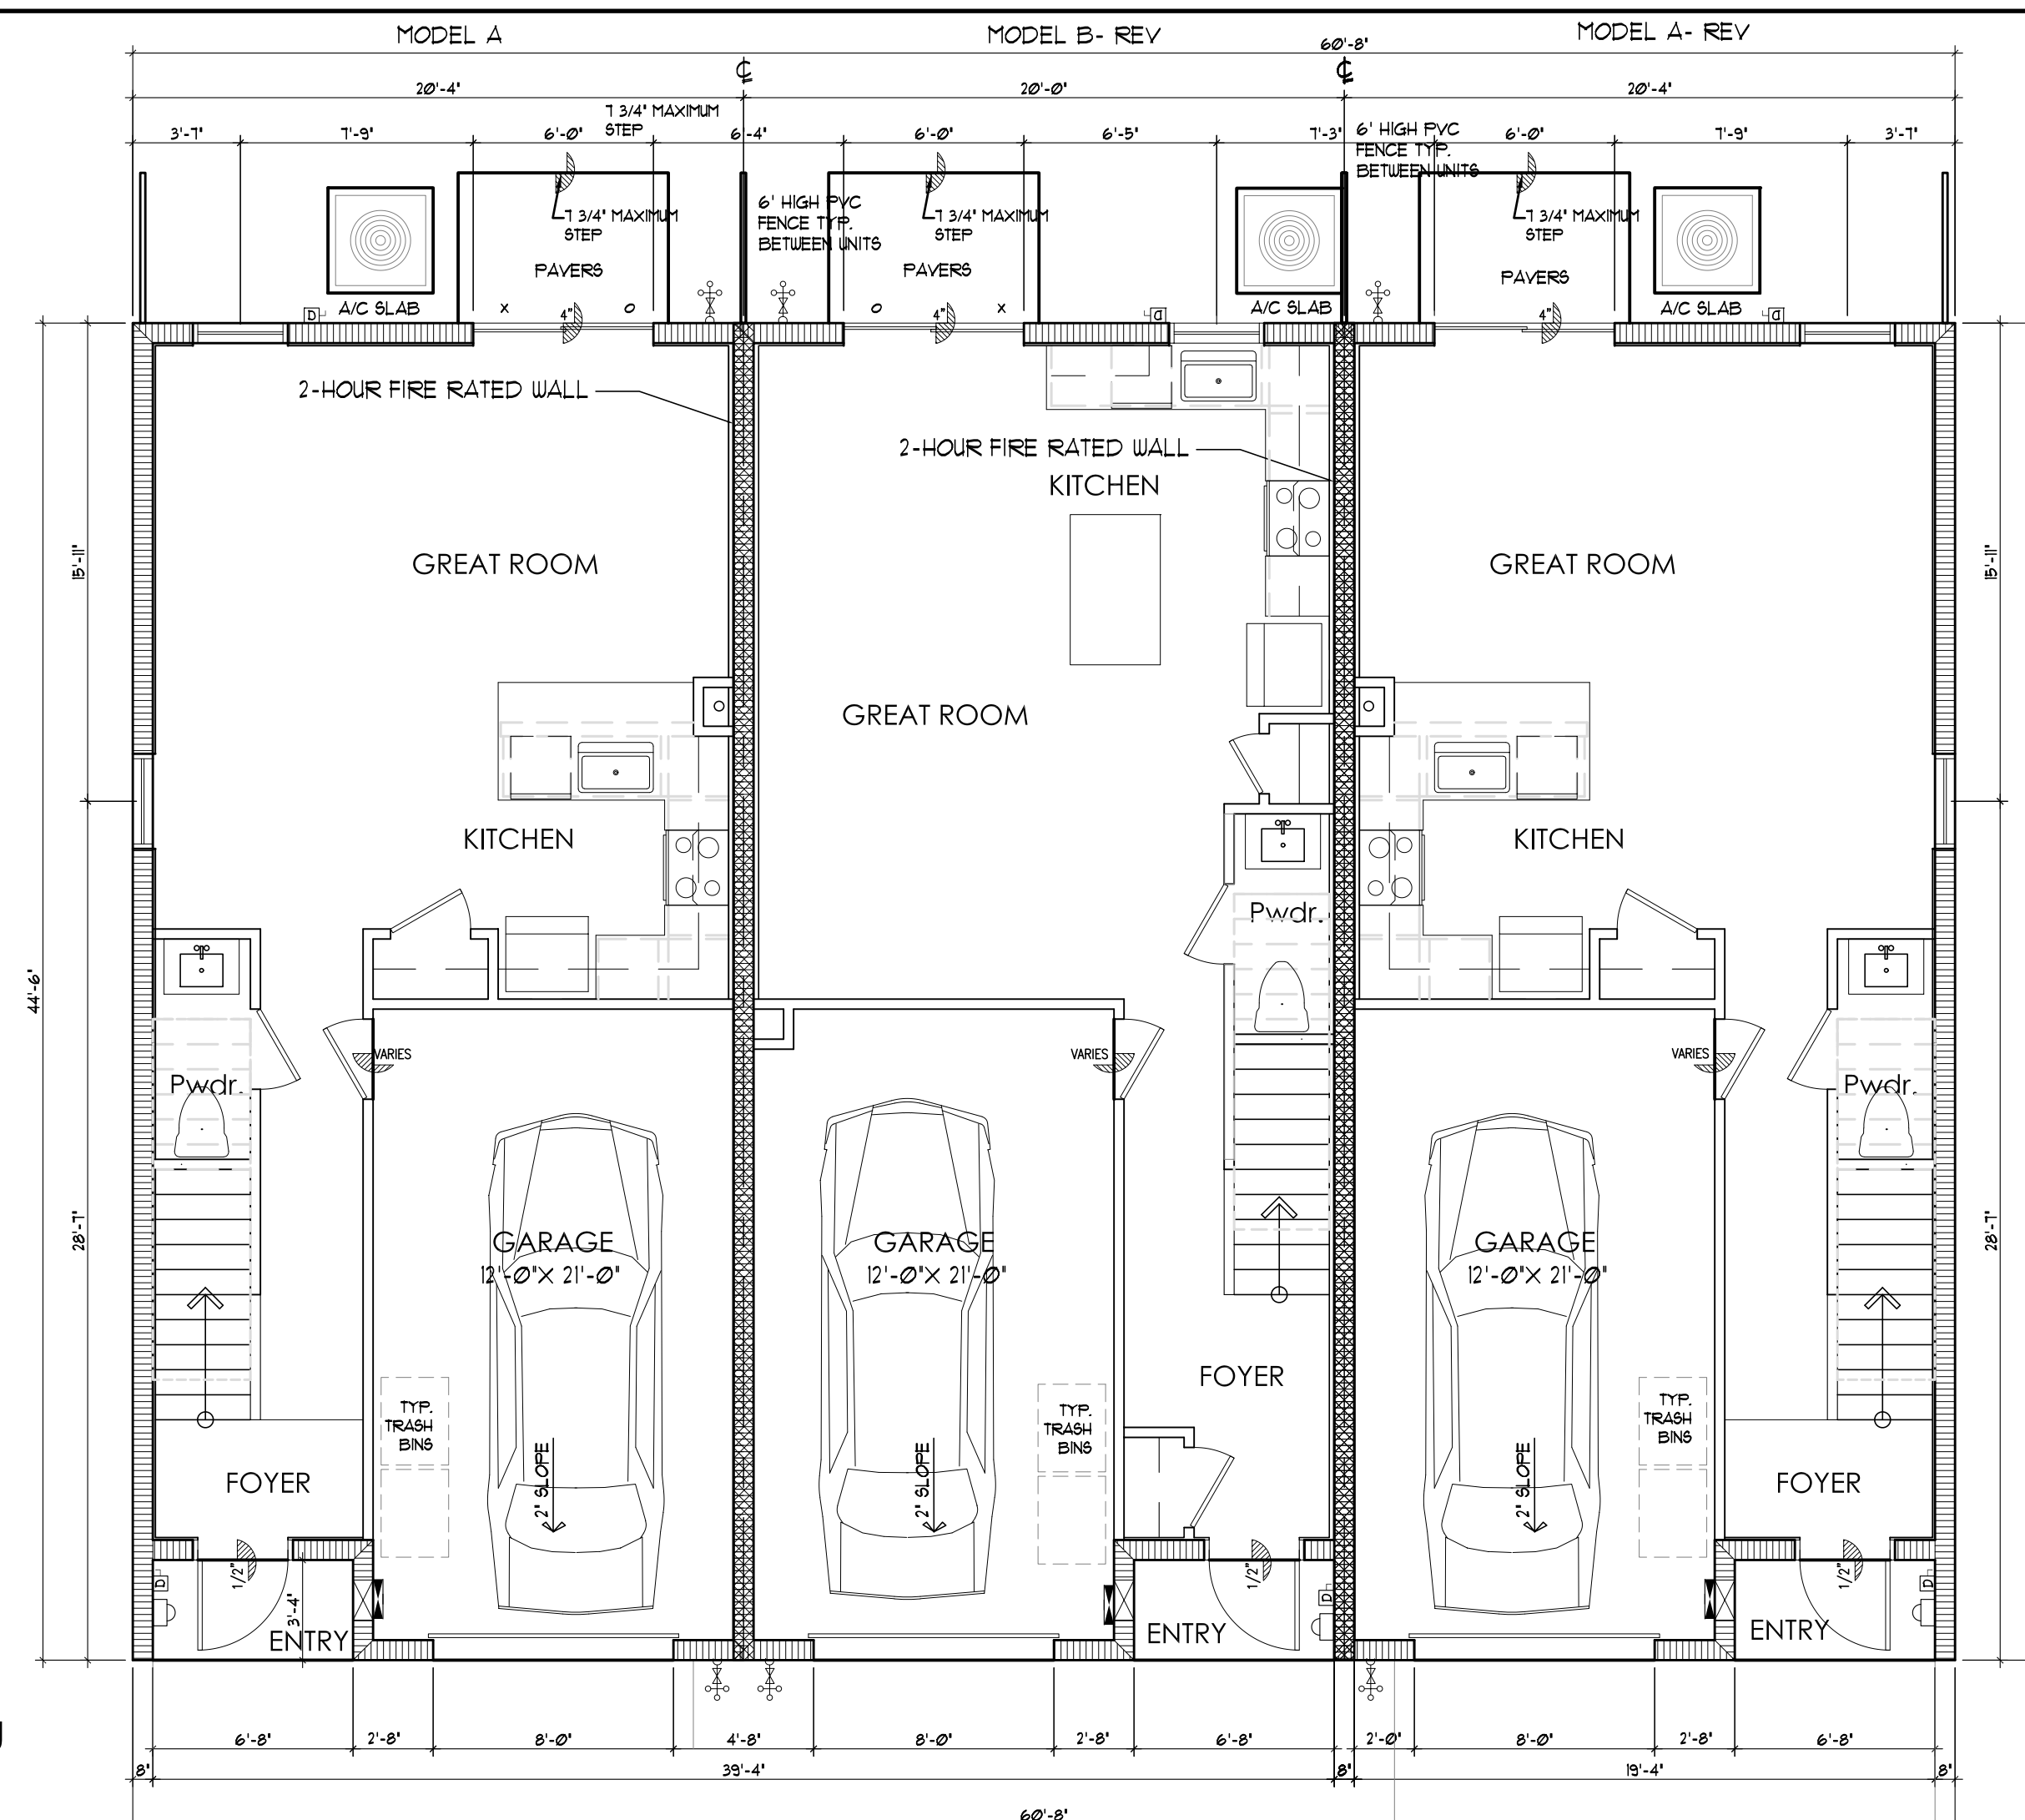 MODEL A
MODEL B- REV
MODEL A- REV
60'-8"
20'-4"
20'-0"
20'-4"
7 3/4" MAXIMUM
STEP
3'-7"
7'-9"
6'-0"
6'-4"
6'-0"
6'-5"
7'-3"
6'-0"
7'-9"
3'-7"
6' HIGH PVC
FENCE TYP.
BETWEEN UNITS
6' HIGH PVC
FENCE TYP.
BETWEEN UNITS
7 3/4" MAXIMUM
STEP
7 3/4" MAXIMUM
STEP
7 3/4" MAXIMUM
STEP
PAVERS
PAVERS
PAVERS
D
A/C SLAB
X
4"
O
O
4"
X
D
A/C SLAB
4"
A/C SLAB
D
2-HOUR FIRE RATED WALL
2-HOUR FIRE RATED WALL
KITCHEN
15'-11"
GREAT ROOM
GREAT ROOM
15'-11"
GREAT ROOM
KITCHEN
KITCHEN
Pwdr.
44'-6"
VARIES
VARIES
VARIES
Pwdr.
Pwdr.
28'-7"
GARAGE
12'-0"X 21'-0"
GARAGE
12'-0"X 21'-0"
GARAGE
12'-0"X 21'-0"
28'-7"
FOYER
TYP.
TRASH
BINS
TYP.
TRASH
BINS
TYP.
TRASH
BINS
FOYER
2" SLOPE
2" SLOPE
2" SLOPE
FOYER
D
1/2"
3'-4"
1/2"
D
1/2"
D
ENTRY
ENTRY
ENTRY
6'-8"
2'-8"
8'-0"
4'-8"
8'-0"
2'-8"
6'-8"
2'-0"
8'-0"
2'-8"
6'-8"
8"
39'-4"
8"
19'-4"
8"
60'-8"